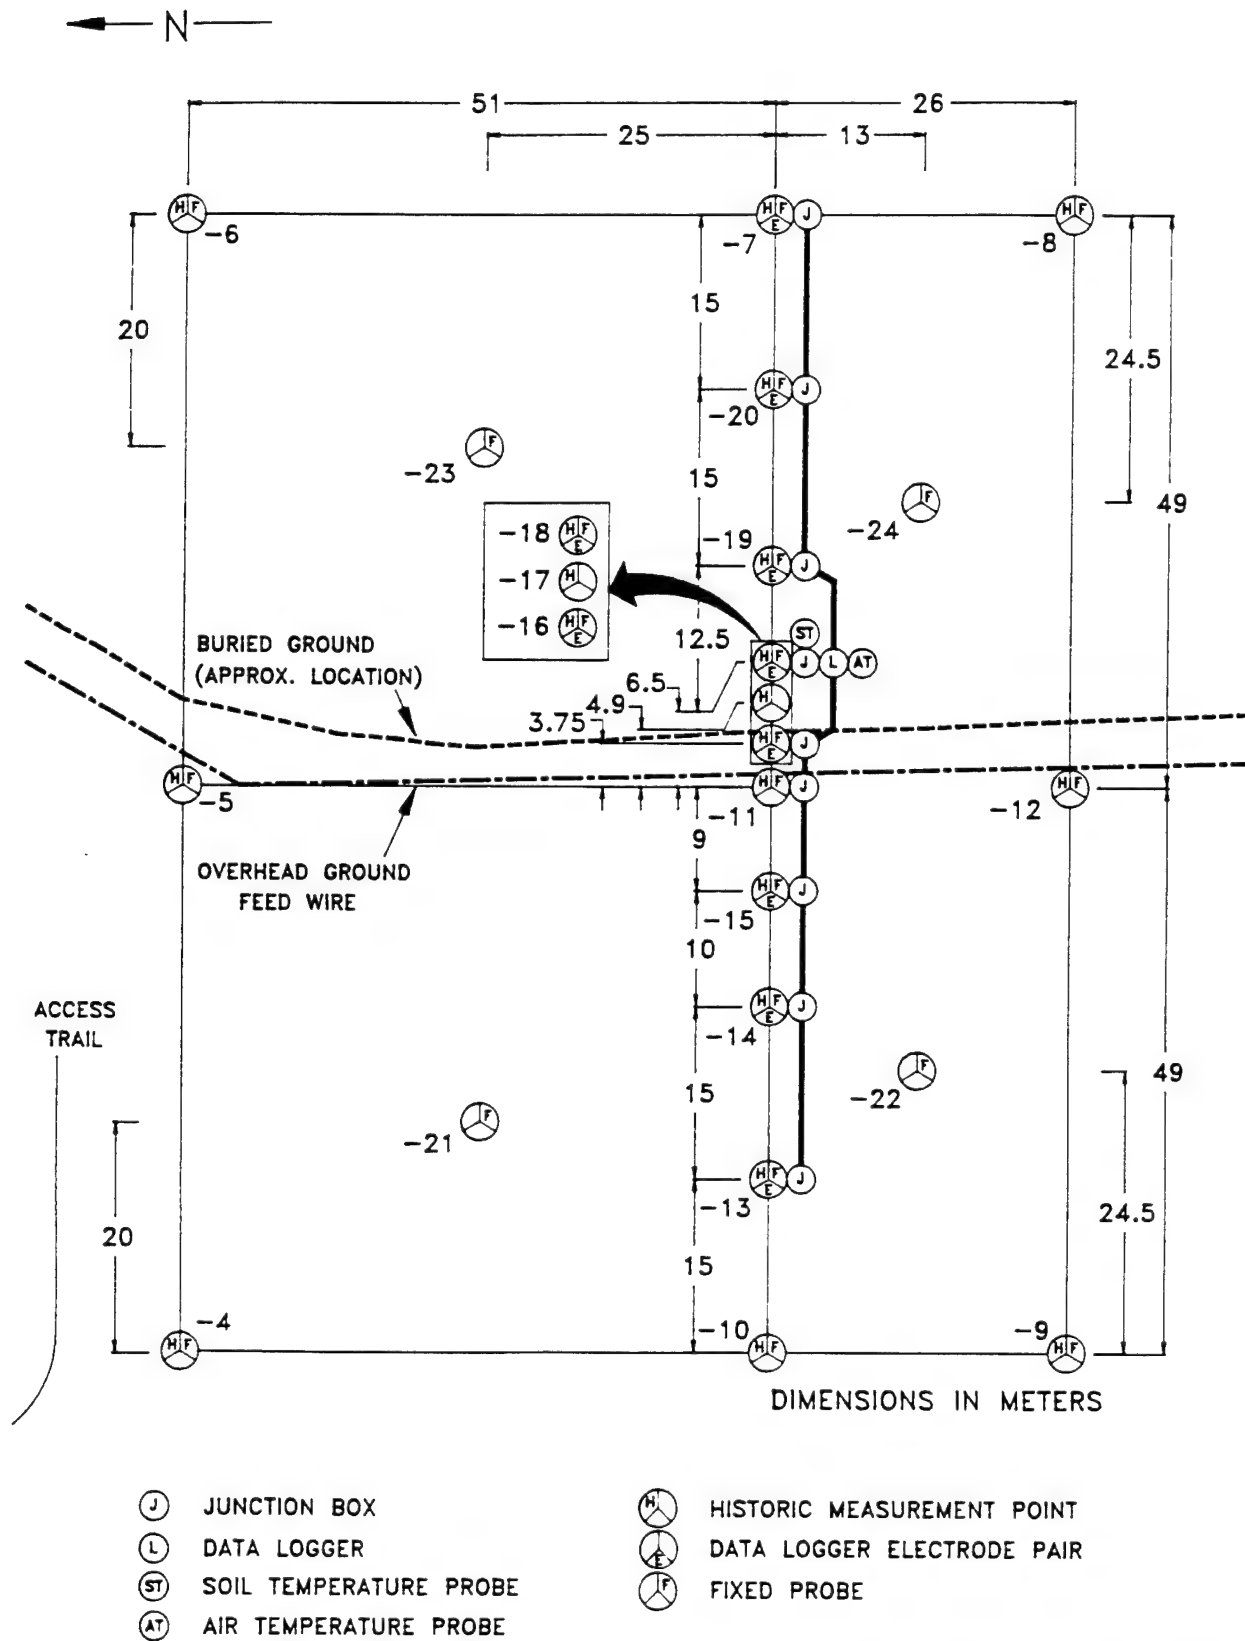 N
51
26
25
13
H F
-6
H F E
J
-7
H F
-8
15
20
24.5
H F E
J
-20
F
-23
15
F
-24
49
-18 H F E
-17 H
-16 H F E
-19
H F E
J
12.5
ST
H F E
J
L
AT
BURIED GROUND
(APPROX. LOCATION)
6.5
4.9
H
3.75
H F E
J
H F
-5
H F
J
-11
H F
-12
9
OVERHEAD GROUND
FEED WIRE
H F E
J
-15
10
ACCESS
TRAIL
H F E
J
-14
F
-22
49
15
F
-21
H F E
J
-13
20
24.5
15
-4
H F
-10
H F
-9
H F
DIMENSIONS IN METERS
J JUNCTION BOX
L DATA LOGGER
ST SOIL TEMPERATURE PROBE
AT AIR TEMPERATURE PROBE
H HISTORIC MEASUREMENT POINT
E DATA LOGGER ELECTRODE PAIR
F FIXED PROBE